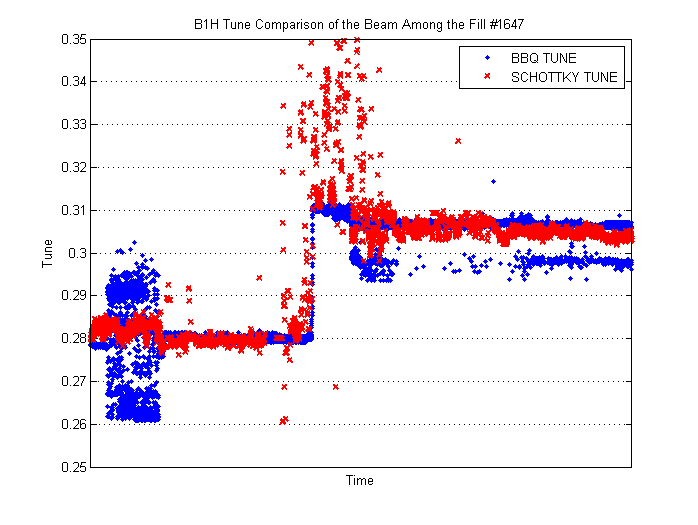 B1H Tune Comparison of the Beam Among the Fill #1647
BBQ TUNE
SCHOTTKY TUNE
0.35
0.34
0.33
0.32
0.31
0.3
0.29
0.28
0.27
0.26
0.25
Tune
Time